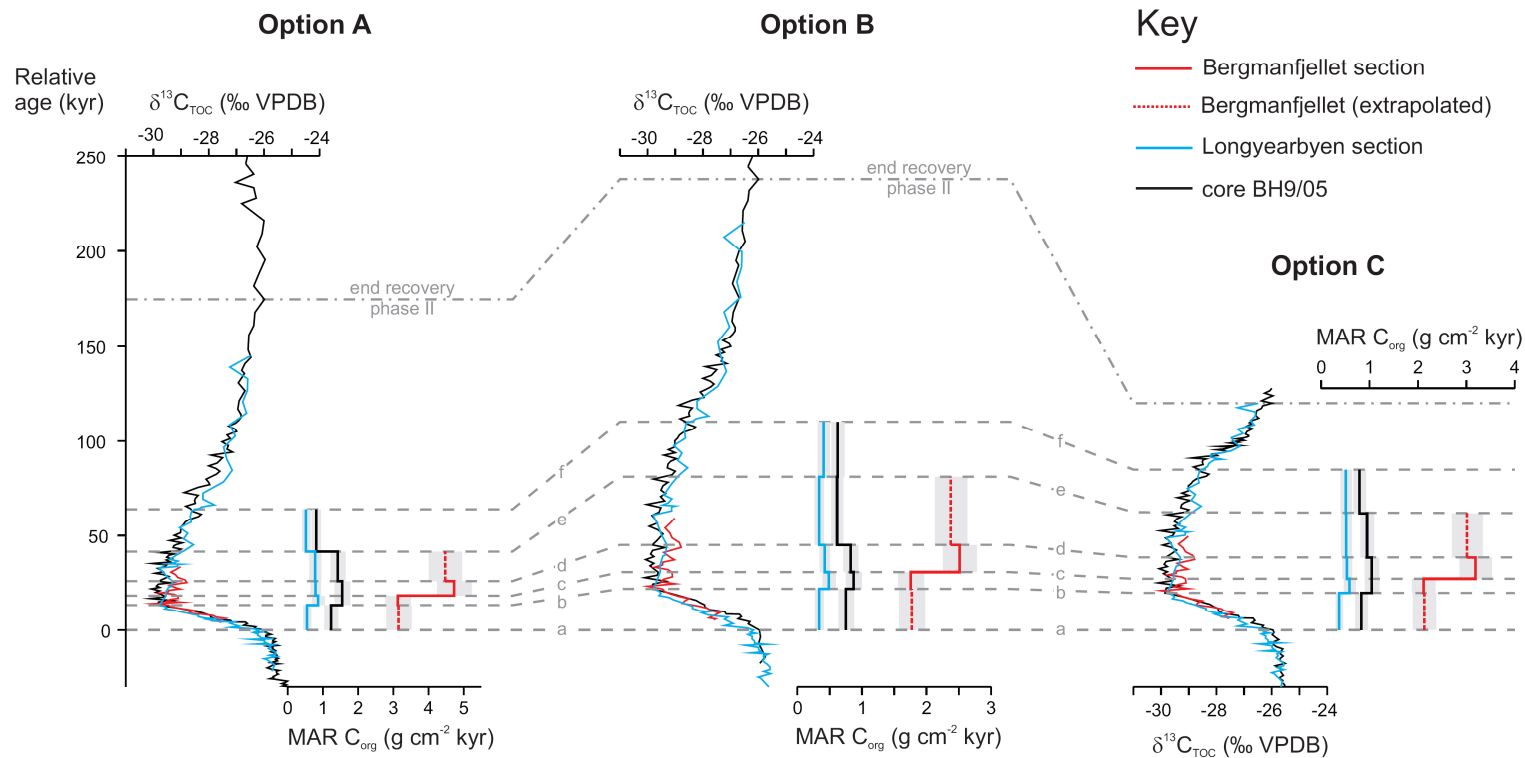 Option A
Option B
Key
Bergmanfjellet section
Bergmanfjellet (extrapolated)
Longyearbyen section
core BH9/05
Relative
age (kyr)
δ13CTOC (‰ VPDB)
-30 -28 -26 -24
δ13CTOC (‰ VPDB)
-30 -28 -26 -24
250
200
150
100
50
0
end recovery
phase II
end recovery
phase II
Option C
MAR Corg (g cm-2 kyr)
0 1 2 3 4
f
e
d
c
b
a
f
e
d
c
b
a
0 1 2 3 4 5
MAR Corg (g cm-2 kyr)
0 1 2 3
MAR Corg (g cm-2 kyr)
-30 -28 -26 -24
δ13CTOC (‰ VPDB)